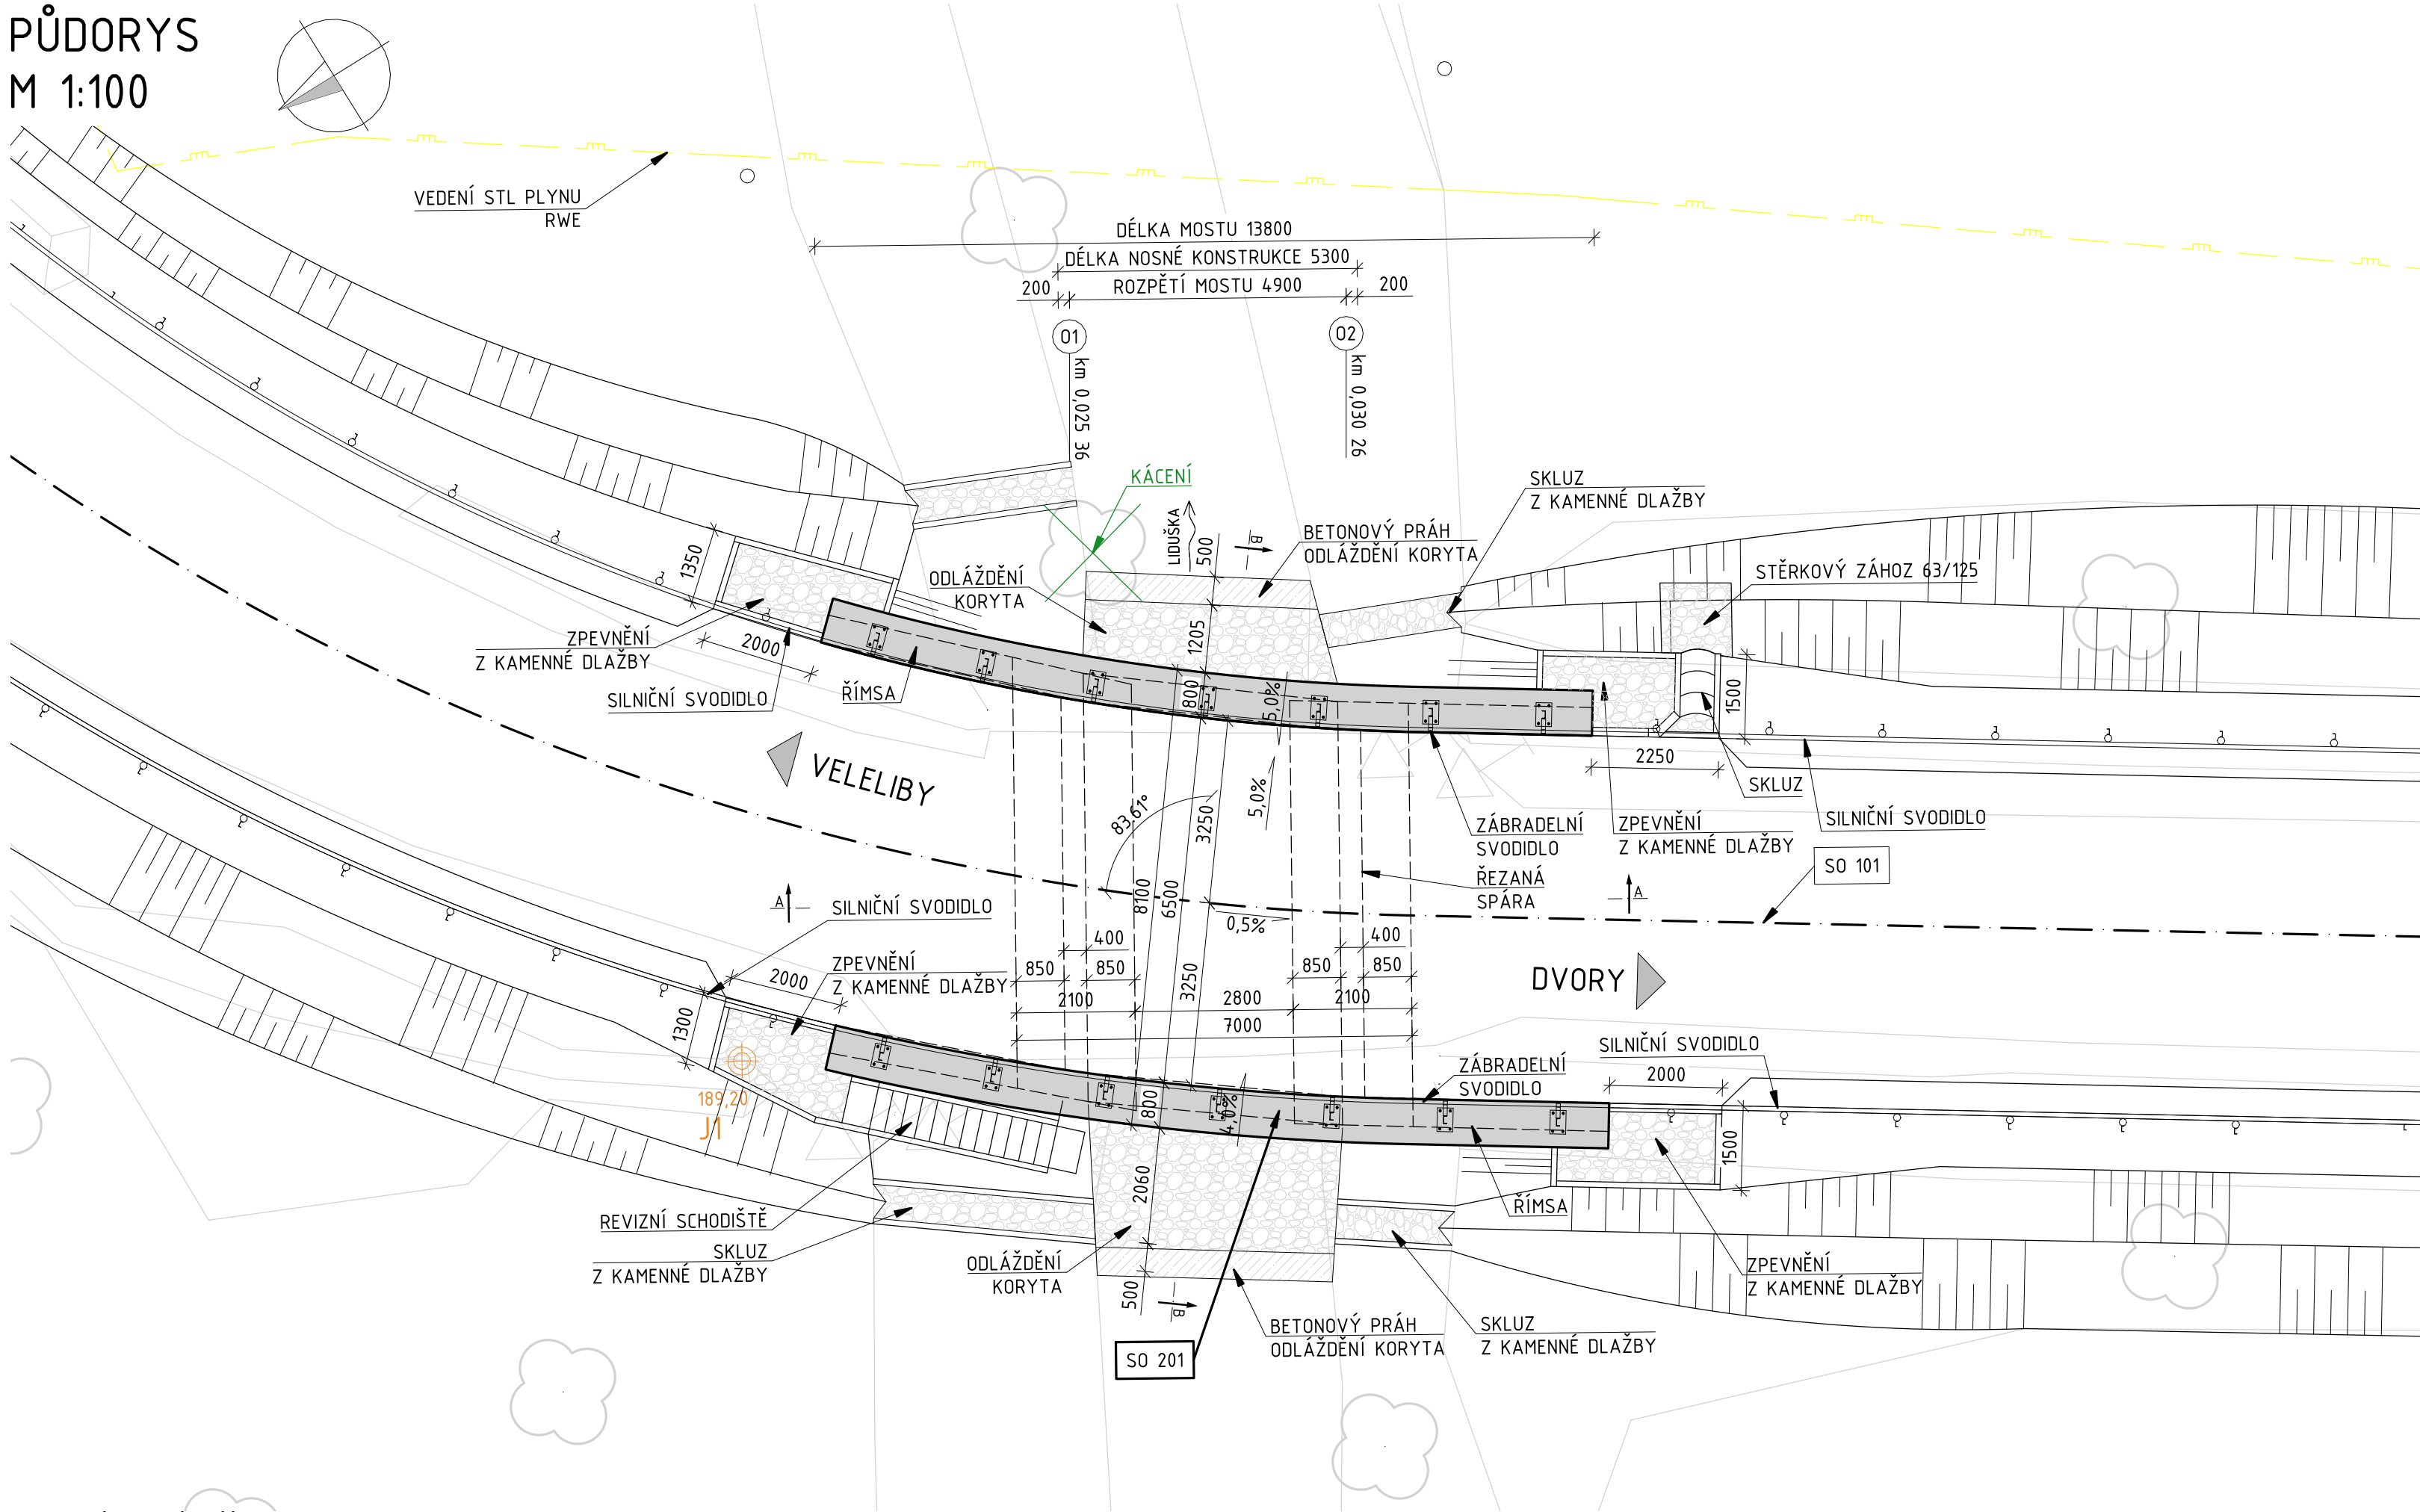 PŮDORYS
M 1:100
VEDENÍ STL PLYNU
RWE
DÉLKA MOSTU 13800
DÉLKA NOSNÉ KONSTRUKCE 5300
200
ROZPĚTÍ MOSTU 4900
200
O1
O2
km 0,025 36
km 0,030 26
KÁCENÍ
SKLUZ
Z KAMENNÉ DLAŽBY
LIDUŠKA
500
B
BETONOVÝ PRÁH
ODLÁŽDĚNÍ KORYTA
1350
ODLÁŽDĚNÍ
KORYTA
STĚRKOVÝ ZÁHOZ 63/125
ZPEVNĚNÍ
Z KAMENNÉ DLAŽBY
2000
1205
SILNIČNÍ SVODIDLO
ŘÍMSA
800
5,0%
1500
VELELIBY
2250
SKLUZ
83,61°
3250
5,0%
ZÁBRADELNÍ
SVODIDLO
ZPEVNĚNÍ
Z KAMENNÉ DLAŽBY
SILNIČNÍ SVODIDLO
SO 101
ŘEZANÁ
SPÁRA
A
A
SILNIČNÍ SVODIDLO
8100
6500
0,5%
400
400
ZPEVNĚNÍ
Z KAMENNÉ DLAŽBY
2000
850
850
850
850
3250
DVORY
2100
2800
2100
7000
1300
SILNIČNÍ SVODIDLO
ZÁBRADELNÍ
SVODIDLO
2000
189,20
J1
800
4,0%
1500
2060
REVIZNÍ SCHODIŠTĚ
ŘÍMSA
SKLUZ
Z KAMENNÉ DLAŽBY
ODLÁŽDĚNÍ
KORYTA
ZPEVNĚNÍ
Z KAMENNÉ DLAŽBY
500
B
BETONOVÝ PRÁH
ODLÁŽDĚNÍ KORYTA
SKLUZ
Z KAMENNÉ DLAŽBY
SO 201